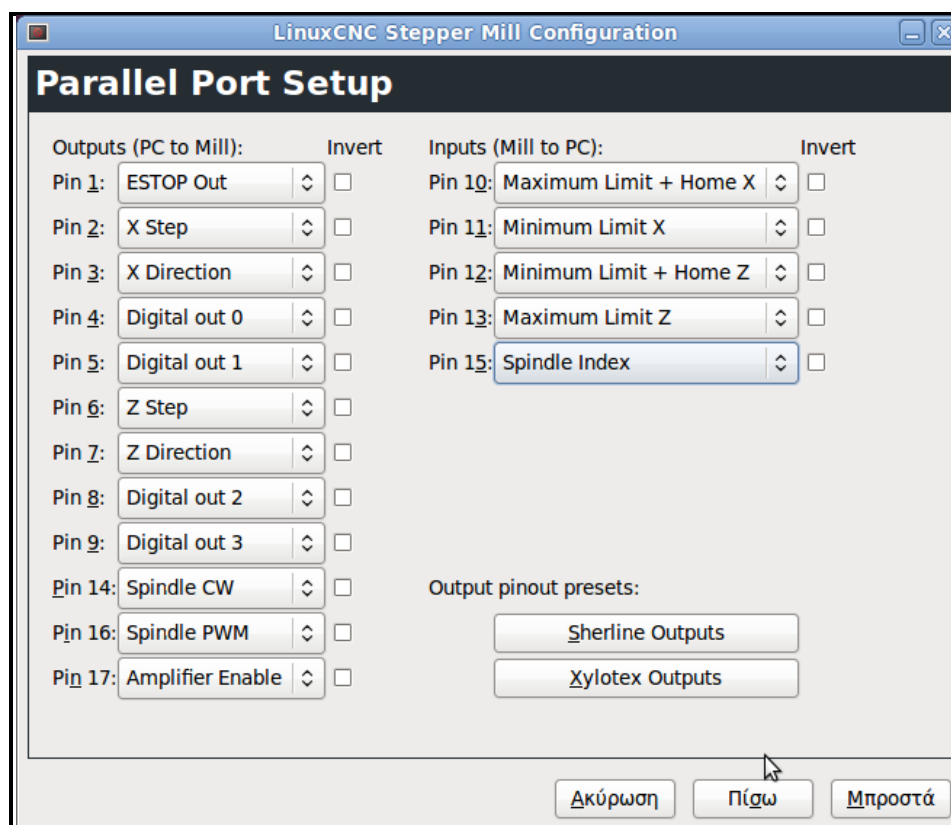 LinuxCNC Stepper Mill Configuration
Parallel Port Setup
Outputs (PC to Mill): Invert
Pin 1: ESTOP Out
Pin 2: X Step
Pin 3: X Direction
Pin 4: Digital out 0
Pin 5: Digital out 1
Pin 6: Z Step
Pin 7: Z Direction
Pin 8: Digital out 2
Pin 9: Digital out 3
Pin 14: Spindle CW
Pin 16: Spindle PWM
Pin 17: Amplifier Enable
Inputs (Mill to PC): Invert
Pin 10: Maximum Limit + Home X
Pin 11: Minimum Limit X
Pin 12: Minimum Limit + Home Z
Pin 13: Maximum Limit Z
Pin 15: Spindle Index
Output pinout presets:
Sherline Outputs
Xylotex Outputs
Ακύρωση Πίσω Μπροστά